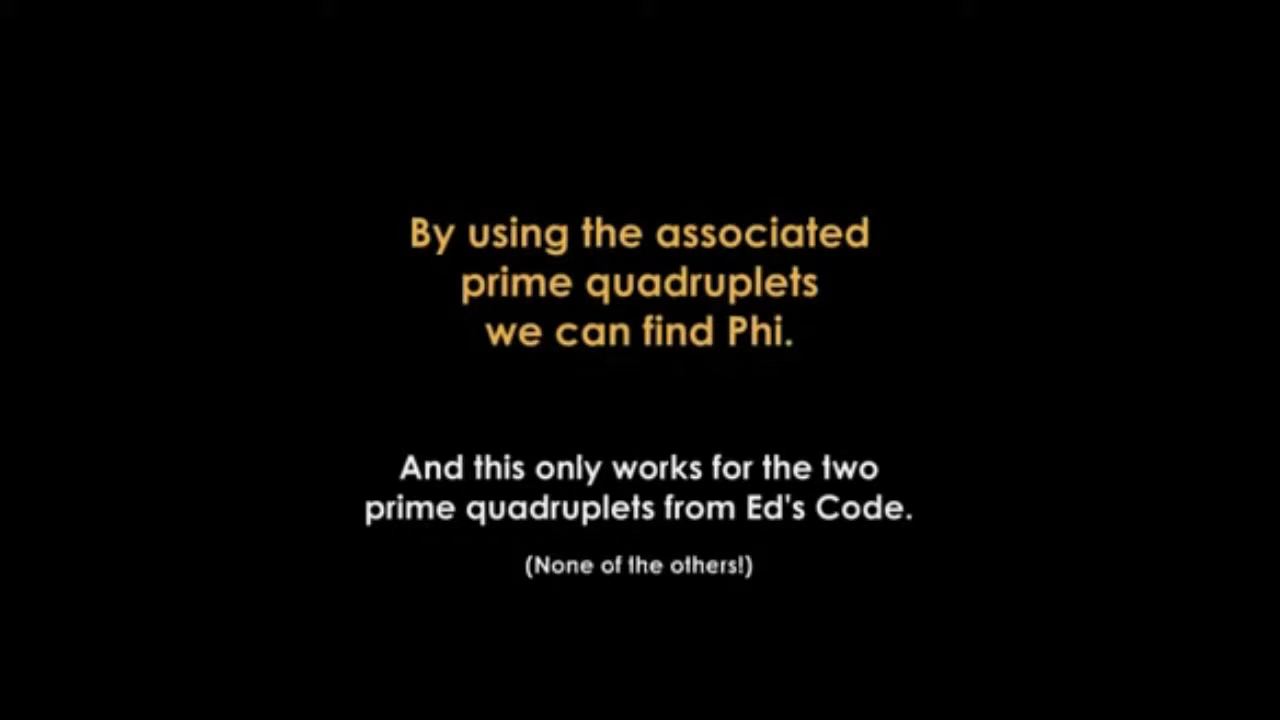 By using the associated
prime quadruplets
we can find Phi.
And this only works for the two
prime quadruplets from Ed's Code.
(None of the others!)